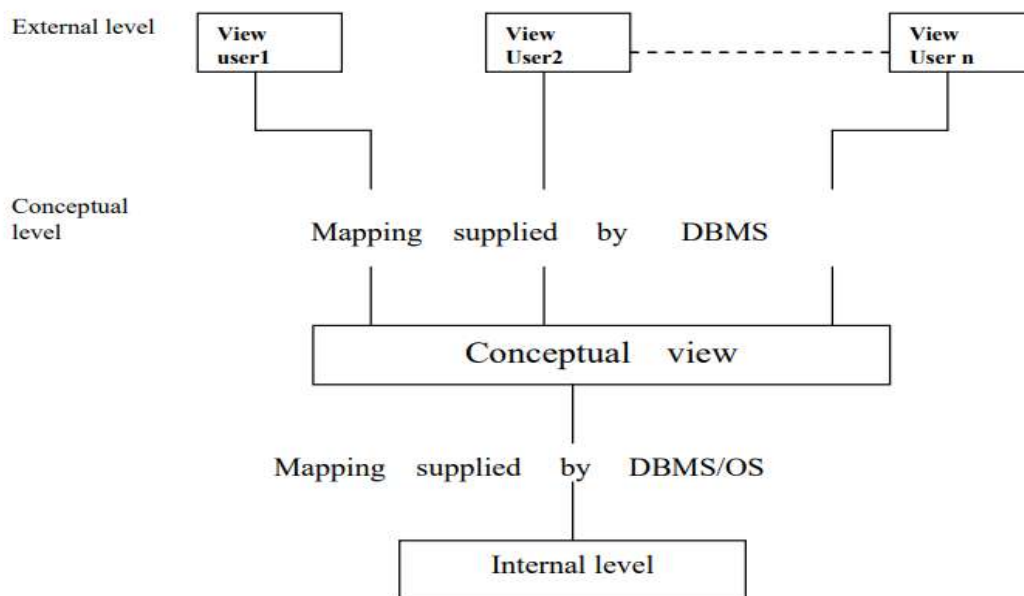 External level
View
user1
View
User2
View
User n
Conceptual
level
Mapping supplied by DBMS
Conceptual view
Mapping supplied by DBMS/OS
Internal level